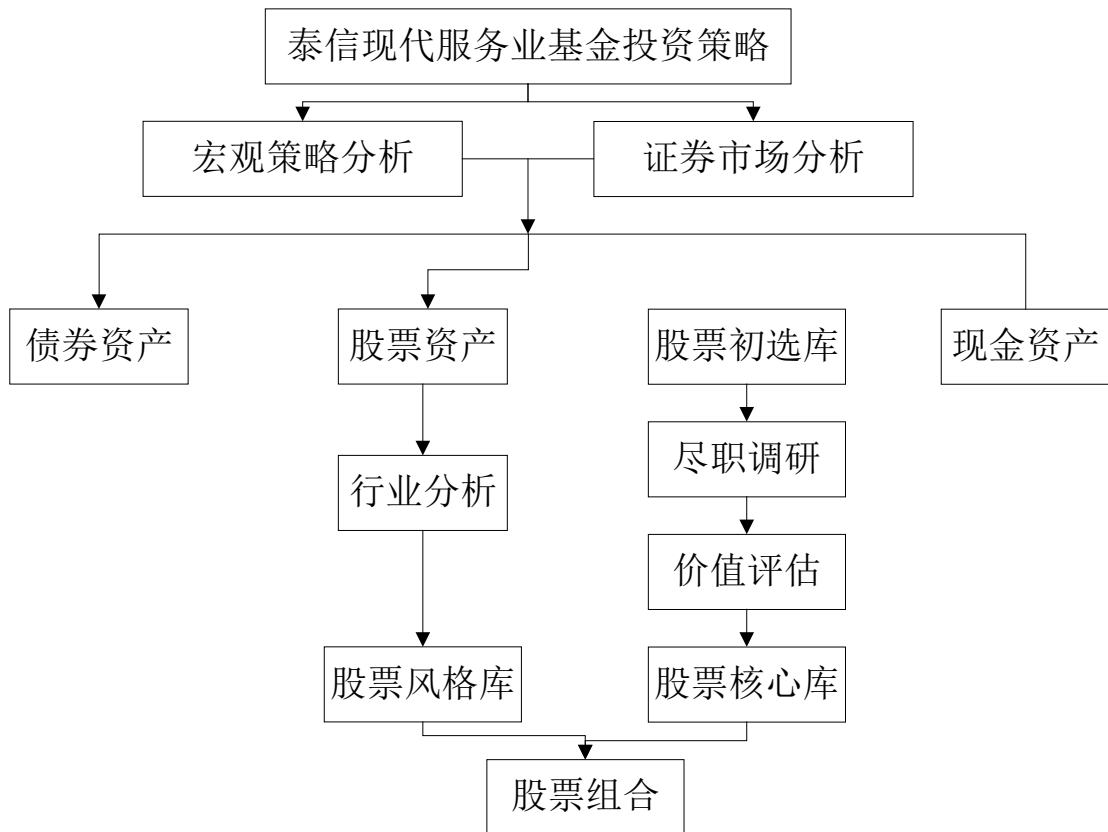 泰信现代服务业基金投资策略
宏观策略分析
证券市场分析
债券资产
股票资产
股票初选库
现金资产
尽职调研
行业分析
价值评估
股票风格库
股票核心库
股票组合